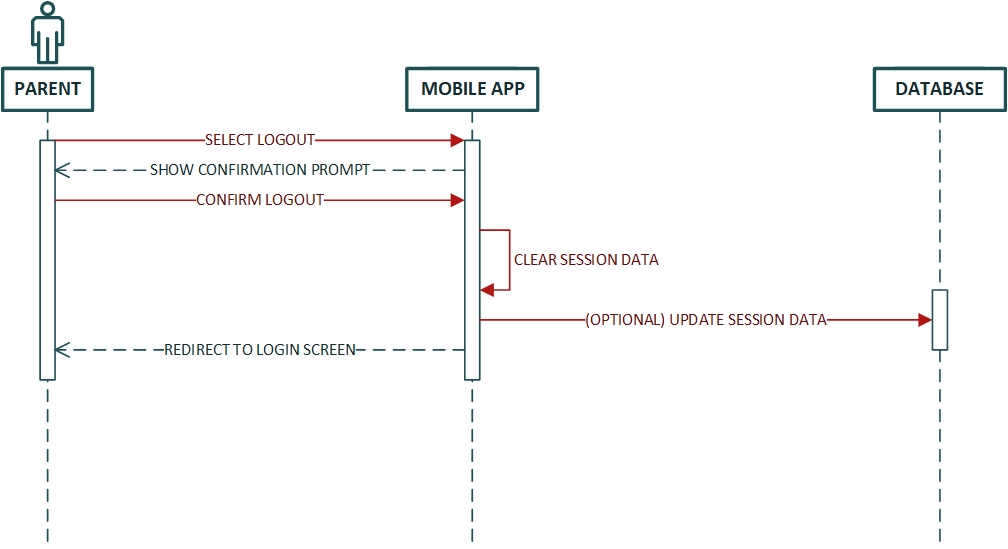 PARENT
MOBILE APP
DATABASE
SELECT LOGOUT
SHOW CONFIRMATION PROMPT
CONFIRM LOGOUT
CLEAR SESSION DATA
(OPTIONAL) UPDATE SESSION DATA
REDIRECT TO LOGIN SCREEN